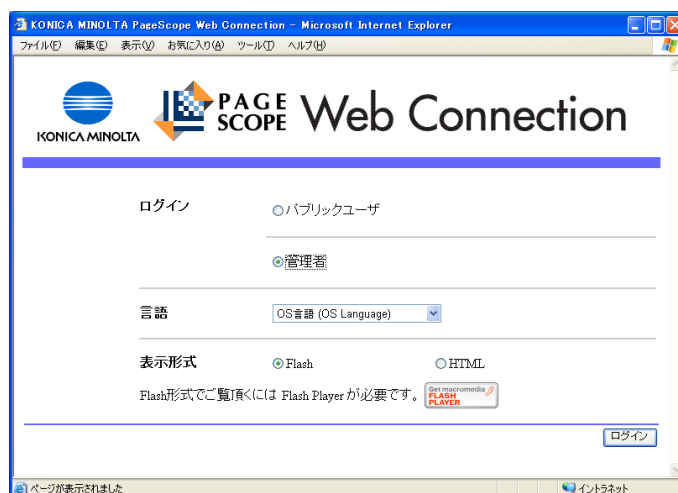 KONICA MINOLTA PageScope Web Connection - Microsoft Internet Explorer
ファイル(F) 編集(E) 表示(V) お気に入り(A) ツール(T) ヘルプ(H)
KONICA MINOLTA
PAGE SCOPE Web Connection
ログイン
パブリックユーザ
管理者
言語
OS言語 (OS Language)
表示形式
Flash
HTML
Flash形式でご覧頂くには Flash Player が必要です。
Get macromedia
FLASH
PLAYER
ログイン
ページが表示されました
イントラネット